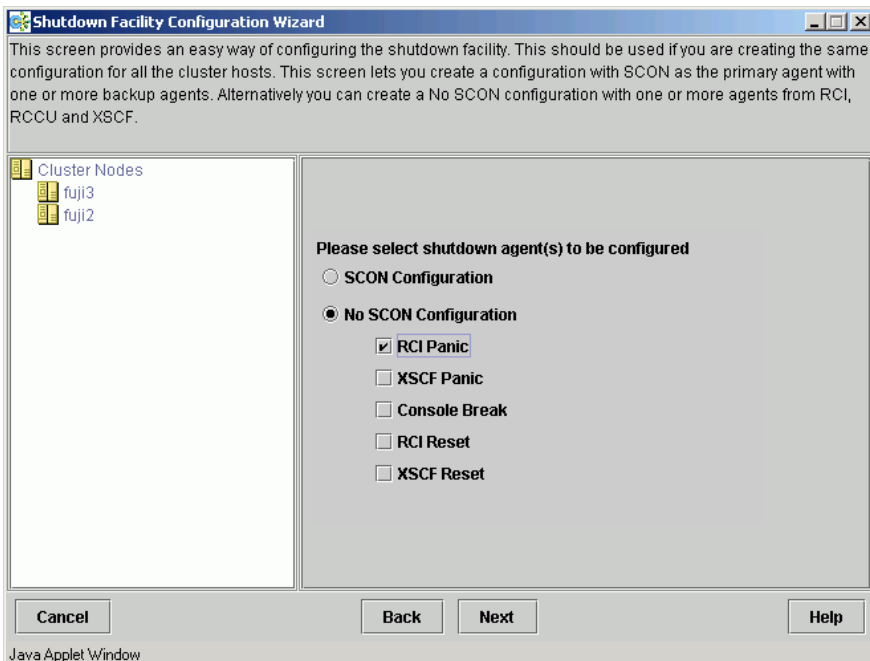 Shutdown Facility Configuration Wizard
This screen provides an easy way of configuring the shutdown facility. This should be used if you are creating the same
configuration for all the cluster hosts. This screen lets you create a configuration with SCON as the primary agent with
one or more backup agents. Alternatively you can create a No SCON configuration with one or more agents from RCI,
RCCU and XSCF.
Cluster Nodes
fuji3
fuji2
Please select shutdown agent(s) to be configured
SCON Configuration
No SCON Configuration
RCI Panic
XSCF Panic
Console Break
RCI Reset
XSCF Reset
Cancel
Back
Next
Help
Java Applet Window